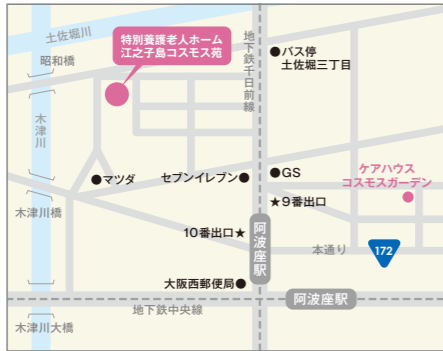 土佐堀川
昭和橋
特別養護老人ホーム
江之子島コスモス苑
地下鉄千日前線
バス停
土佐堀三丁目
木津川
マツダ
セブンイレブン
GS
ケアハウス
コスモスガーデン
★9番出口
木津川橋
10番出口★
阿波座駅
本通り
172
大阪西郵便局
地下鉄中央線
阿波座駅
木津川大橋